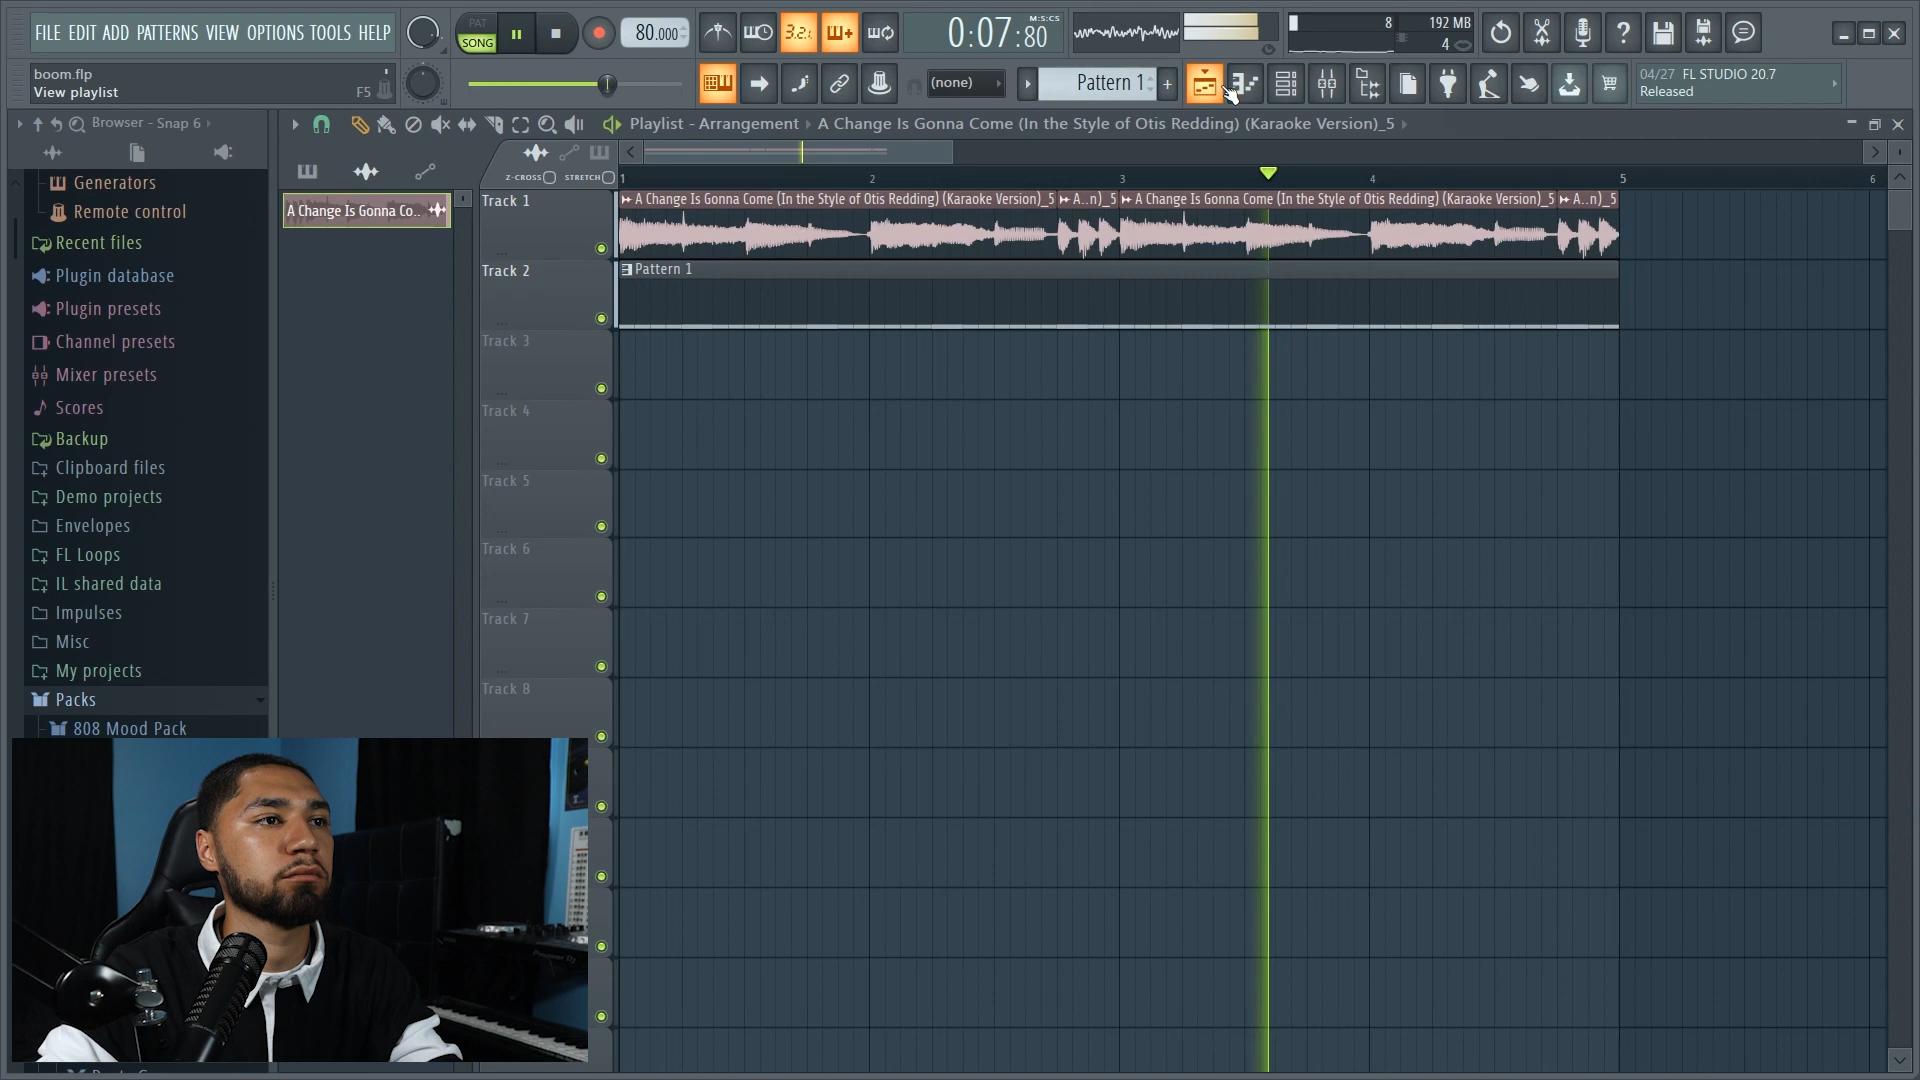 FILE EDIT ADD PATTERNS VIEW OPTIONS TOOLS HELP
PAT
SONG
80.000
3.2.1
M:S:CS
0:07:80
8
192 MB
4
boom.flp
View playlist
F5
(none)
Pattern 1
+
04/27 FL STUDIO 20.7
Released
Browser - Snap 6
Playlist - Arrangement
A Change Is Gonna Come (In the Style of Otis Redding) (Karaoke Version)_5
Z-CROSS
STRETCH
1
2
3
4
5
6
Generators
Remote control
Recent files
Plugin database
Plugin presets
Channel presets
Mixer presets
Scores
Backup
Clipboard files
Demo projects
Envelopes
FL Loops
IL shared data
Impulses
Misc
My projects
Packs
808 Mood Pack
A Change Is Gonna Co..
Track 1
A Change Is Gonna Come (In the Style of Otis Redding) (Karaoke Version)_5
A..n)_5
A Change Is Gonna Come (In the Style of Otis Redding) (Karaoke Version)_5
A..n)_5
Track 2
Pattern 1
Track 3
Track 4
Track 5
Track 6
Track 7
Track 8